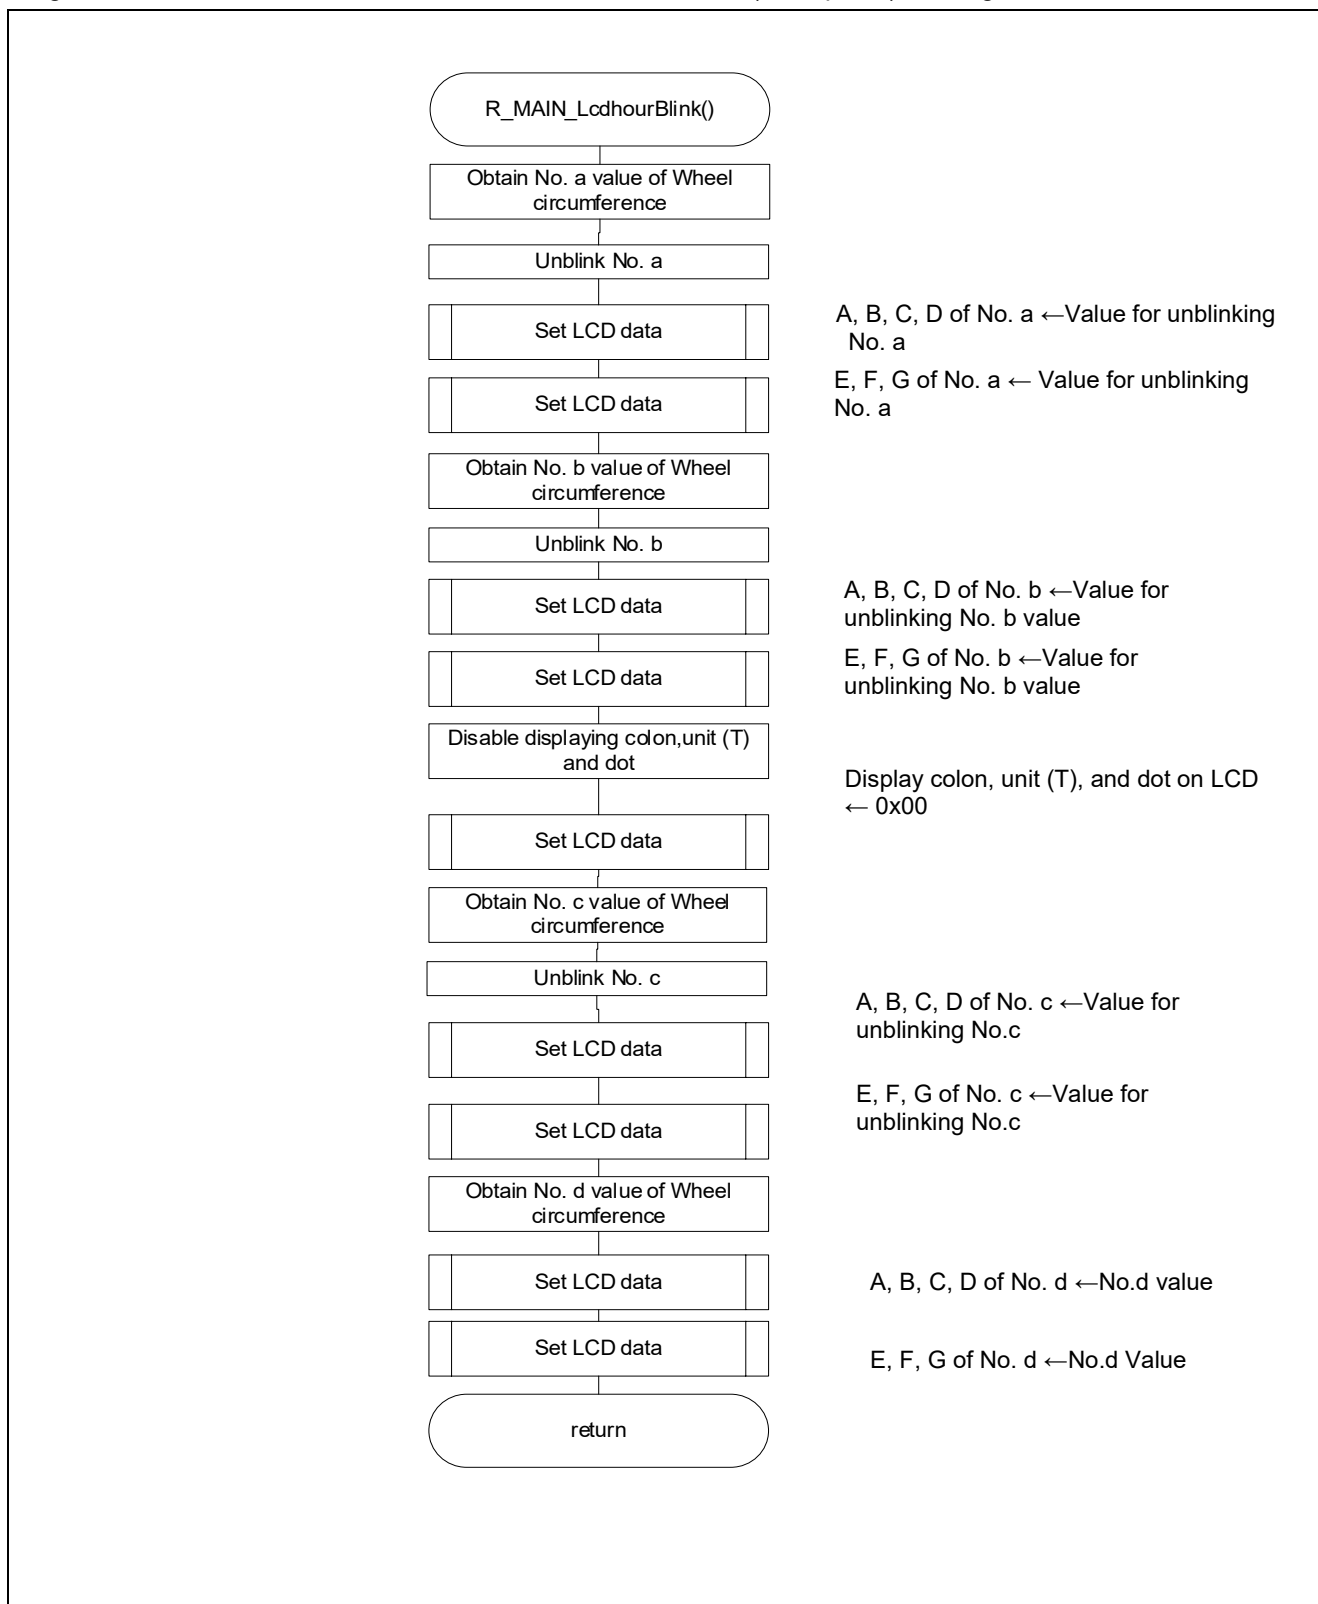 R_MAIN_LcdhourBlink()
Obtain No. a value of Wheel
circumference
Unblink No. a
Set LCD data
A, B, C, D of No. a ←Value for unblinking
No. a
Set LCD data
E, F, G of No. a ← Value for unblinking
No. a
Obtain No. b value of Wheel
circumference
Unblink No. b
Set LCD data
A, B, C, D of No. b ←Value for
unblinking No. b value
Set LCD data
E, F, G of No. b ←Value for
unblinking No. b value
Disable displaying colon,unit (T)
and dot
Display colon, unit (T), and dot on LCD
← 0x00
Set LCD data
Obtain No. c value of Wheel
circumference
Unblink No. c
Set LCD data
A, B, C, D of No. c ←Value for
unblinking No.c
Set LCD data
E, F, G of No. c ←Value for
unblinking No.c
Obtain No. d value of Wheel
circumference
Set LCD data
A, B, C, D of No. d ←No.d value
Set LCD data
E, F, G of No. d ←No.d Value
return